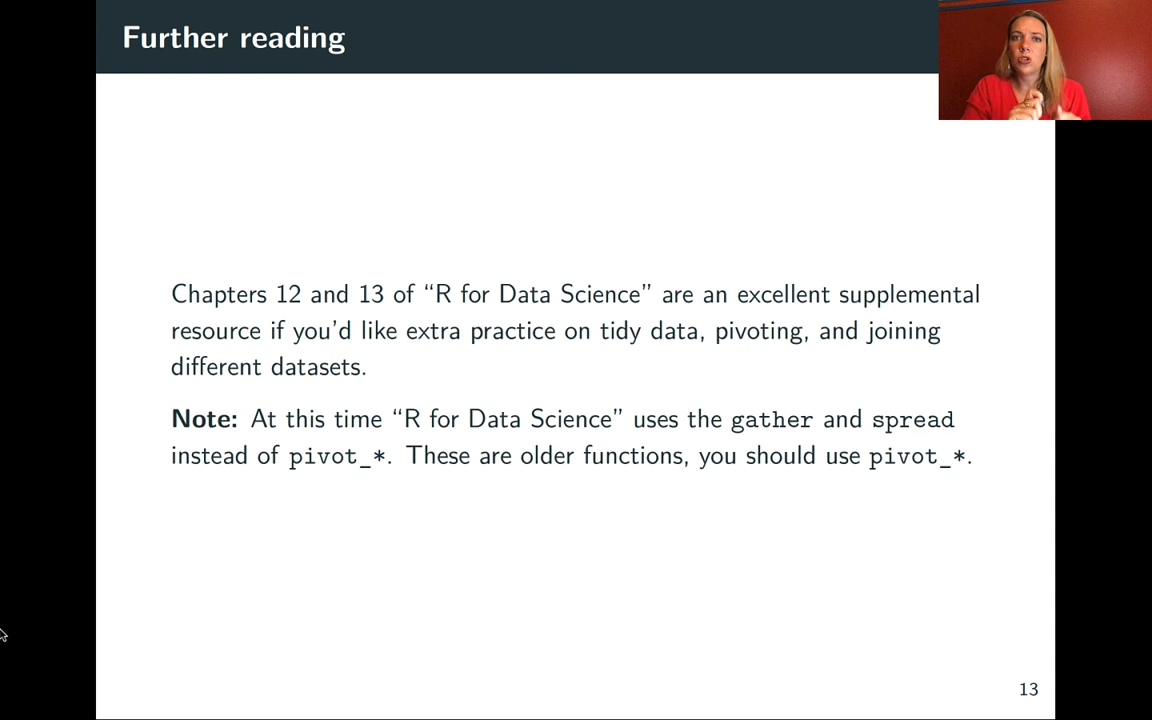 Further reading
Chapters 12 and 13 of “R for Data Science” are an excellent supplemental
resource if you’d like extra practice on tidy data, pivoting, and joining
different datasets.
Note: At this time “R for Data Science” uses the gather and spread
instead of pivot_*. These are older functions, you should use pivot_*.
13